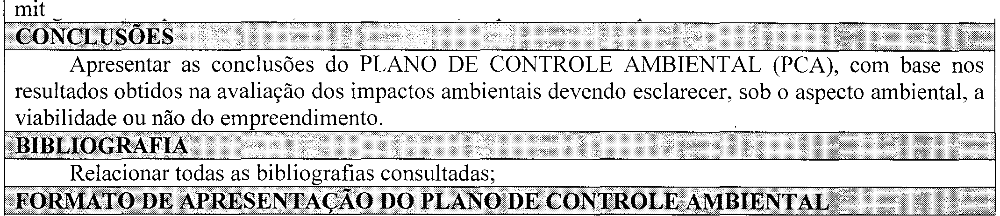 mit
CONCLUSÕES
Apresentar as conclusões do PLANO DE CONTROLE AMBIENTAL (PCA), com base nos
resultados obtidos na avaliação dos impactos ambientais devendo esclarecer, sob o aspecto ambiental, a
viabilidade ou não do empreendimento.
BIBLIOGRAFIA
Relacionar todas as bibliografias consultadas;
FORMATO DE APRESENTAÇÃO DO PLANO DE CONTROLE AMBIENTAL